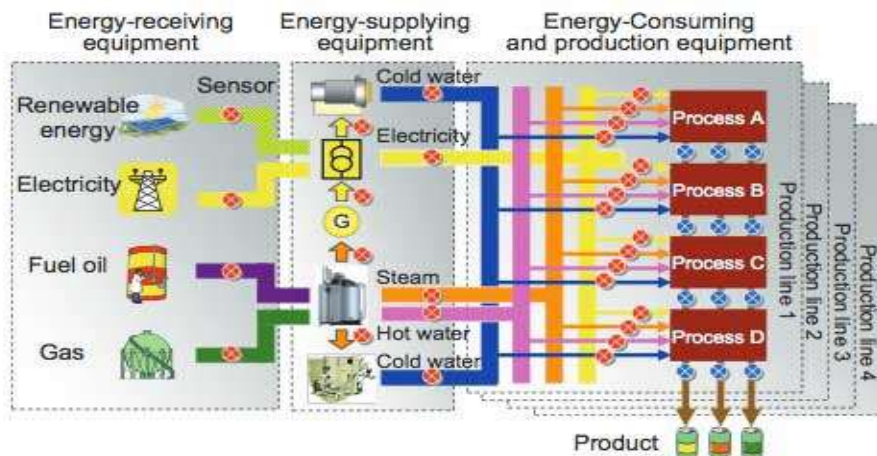 Energy-receiving
equipment
Energy-supplying
equipment
Energy-Consuming
and production equipment
Sensor
Renewable
energy
Electricity
Fuel oil
Gas
Cold water
Electricity
G
Steam
Hot water
Cold water
Process A
Process B
Process C
Process D
Production line 1
Production line 2
Production line 3
Production line 4
Product